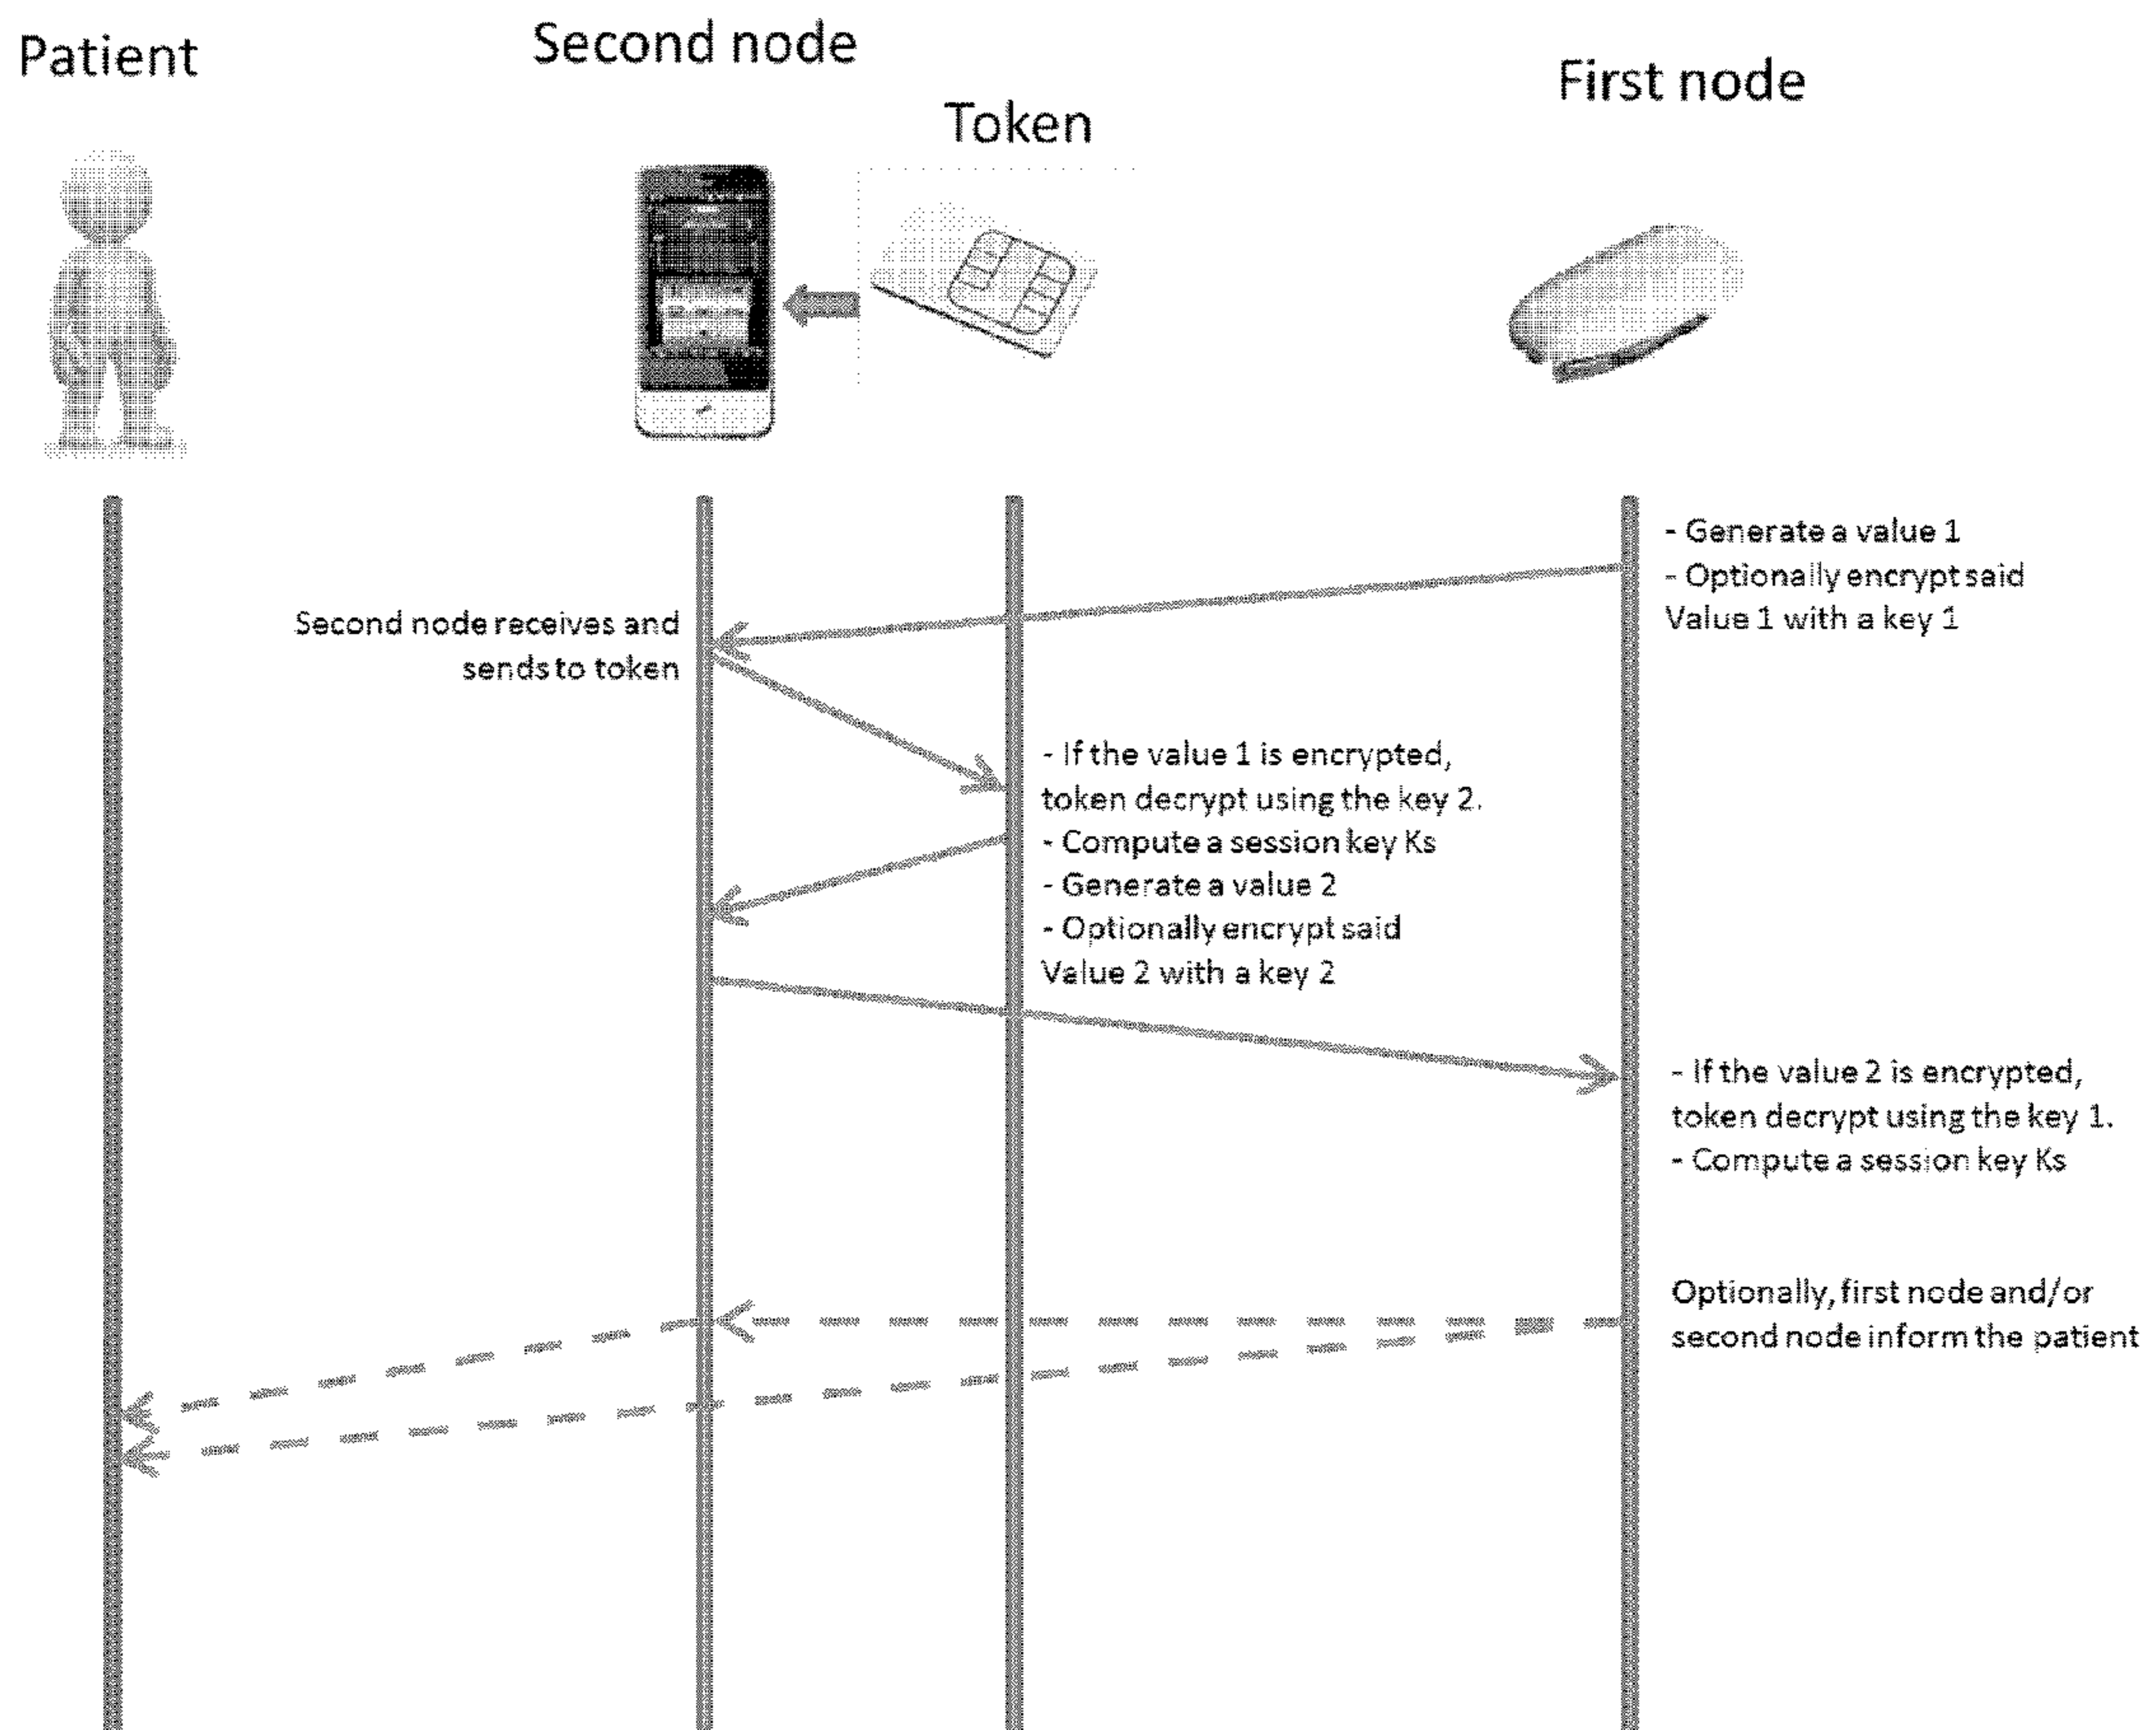 Patient
Second node
Token
First node
- Generate a value 1
- Optionally encrypt said
Value 1 with a key 1
Second node receives and
sends to token
- If the value 1 is encrypted,
token decrypt using the key 2.
- Compute a session key Ks
- Generate a value 2
- Optionally encrypt said
Value 2 with a key 2
- If the value 2 is encrypted,
token decrypt using the key 1.
- Compute a session key Ks
Optionally, first node and/or
second node inform the patient